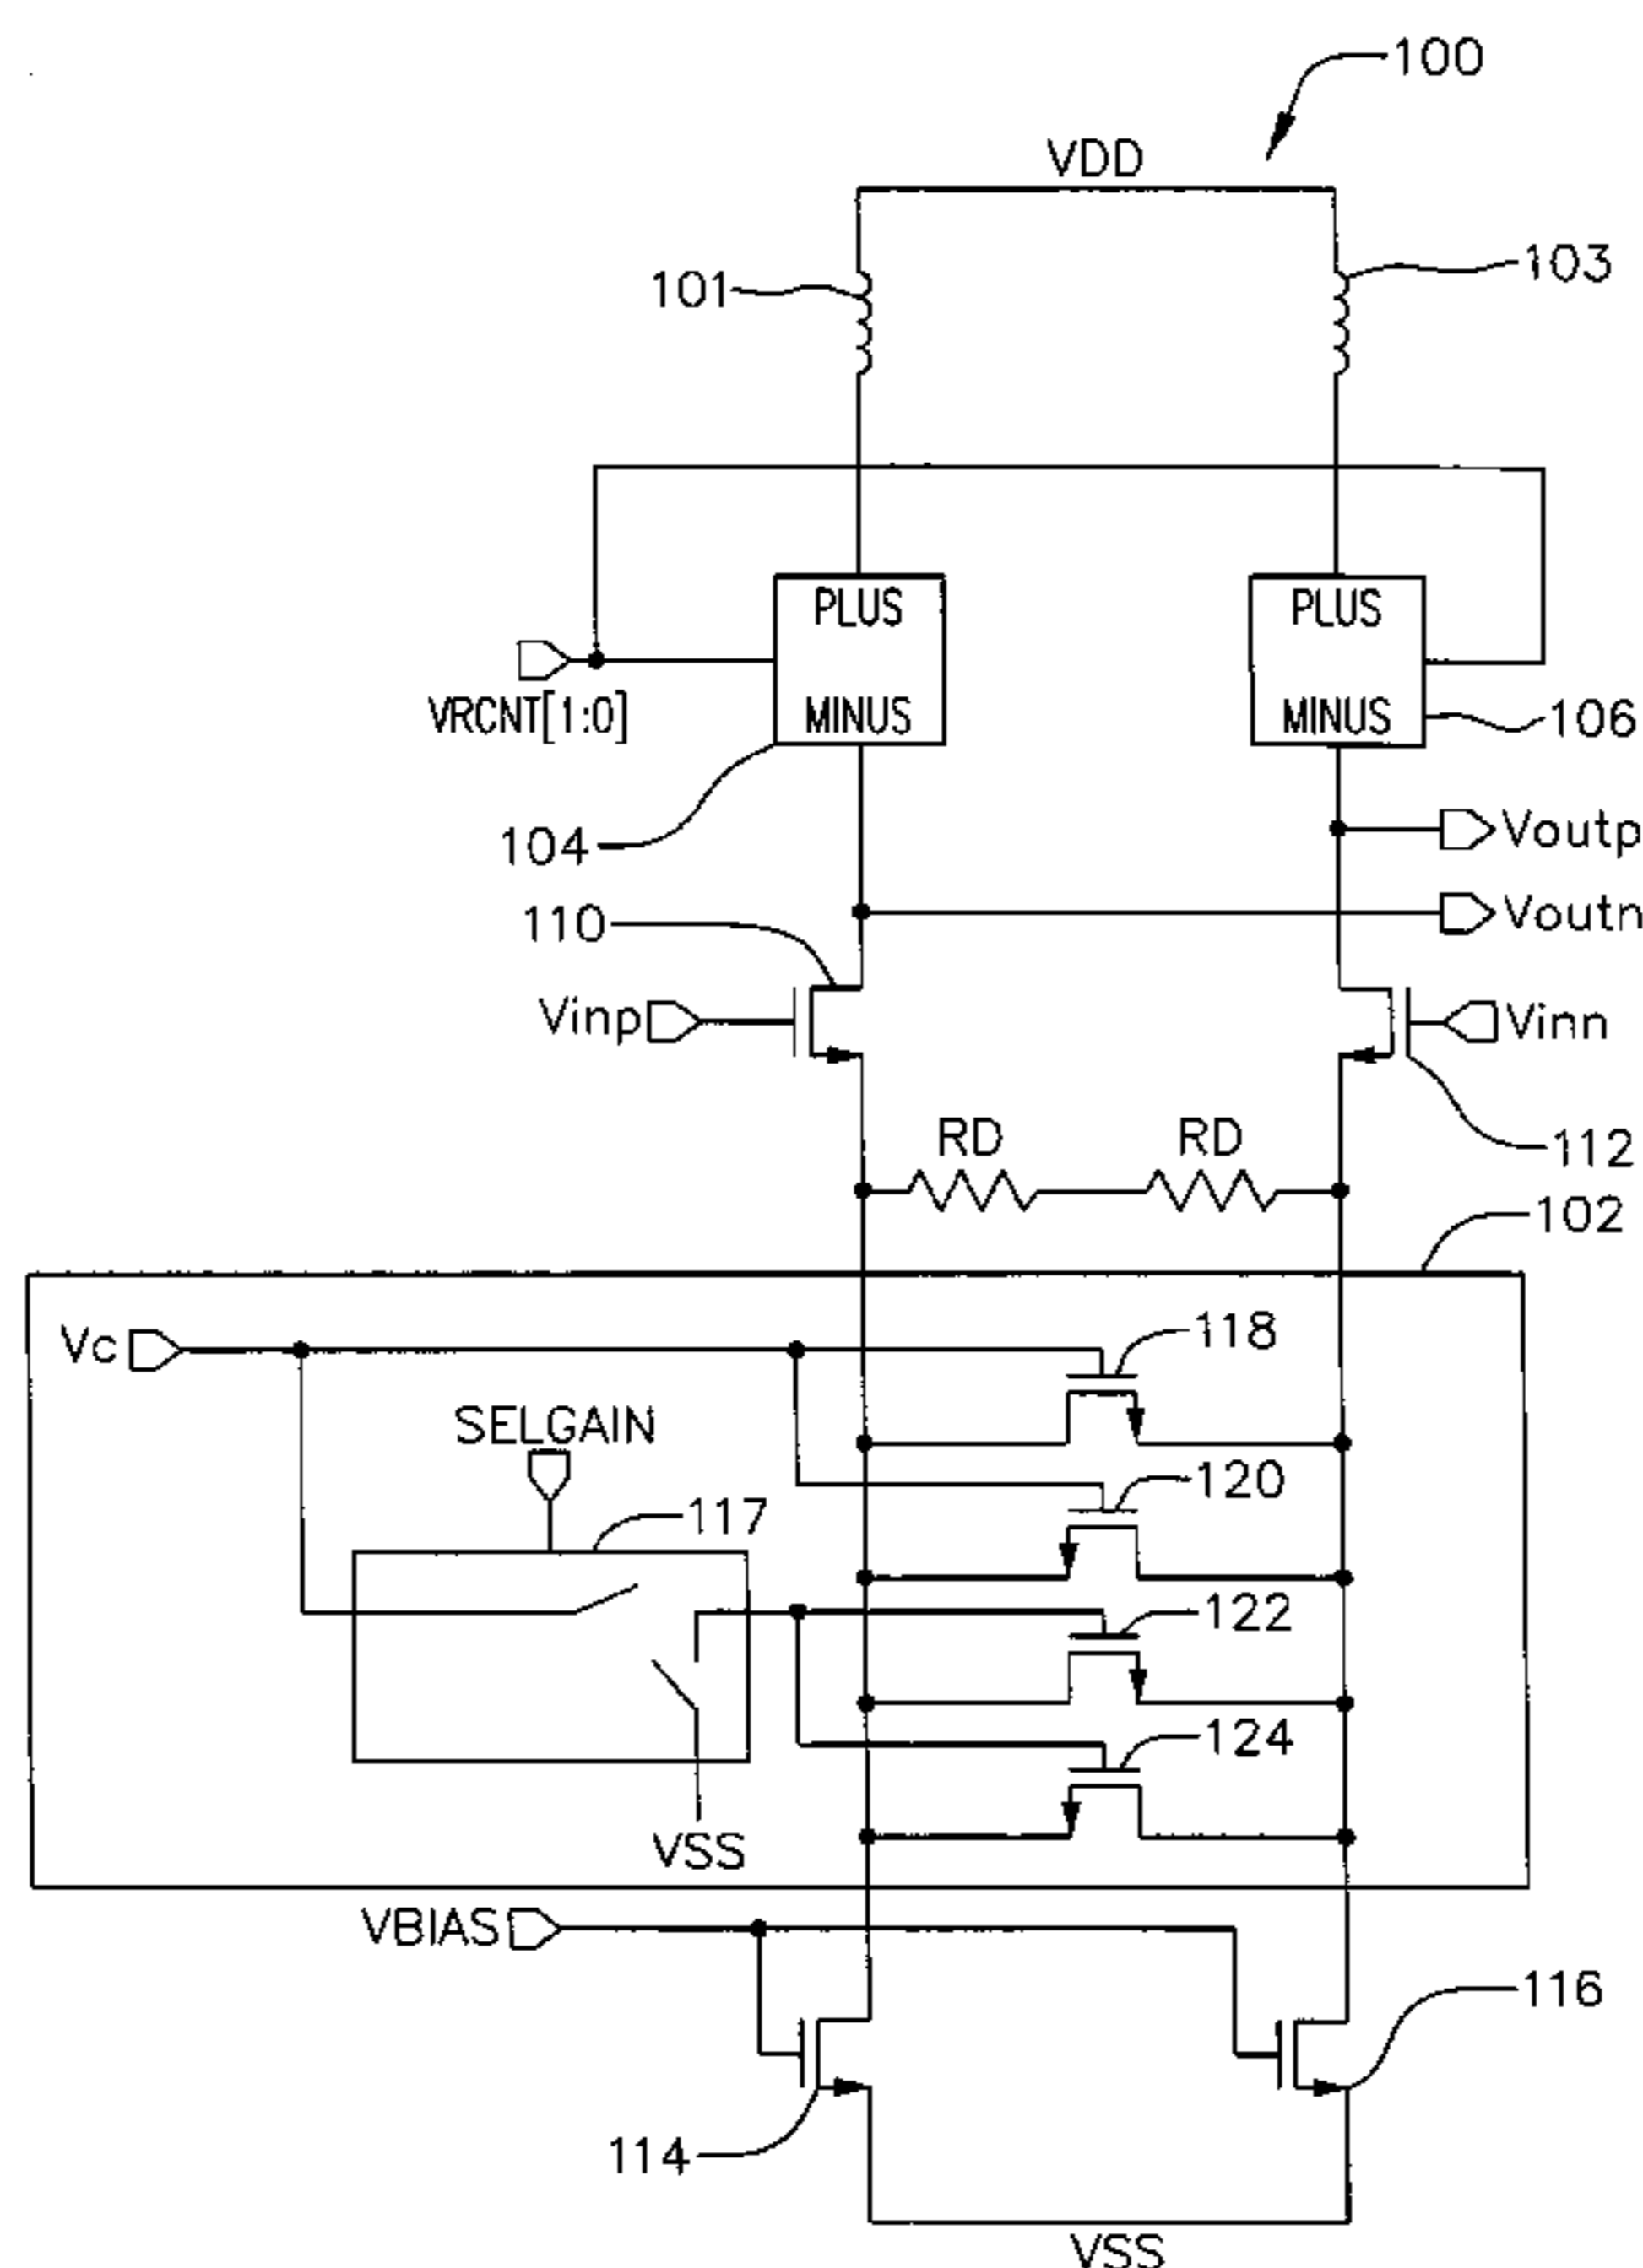 100
VDD
101
103
PLUS
PLUS
VRCNT[1:0]
MINUS
MINUS
106
104
Voutp
110
Voutn
Vinp
Vinn
RD
RD
112
102
Vc
118
SELGAIN
120
117
122
124
VSS
VBIAS
116
114
VSS